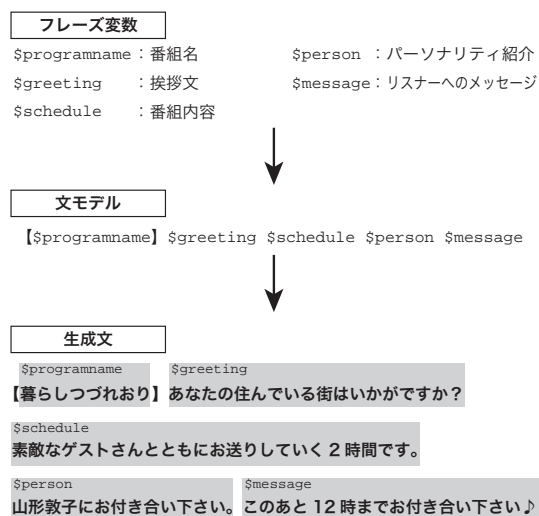 フレーズ変数
$programname：番組名 $person ：パーソナリティ紹介
$greeting ：挨拶文 $message：リスナーへのメッセージ
$schedule ：番組内容
文モデル
【$programname】$greeting $schedule $person $message
生成文
$programname $greeting
【暮らしつづれおり】あなたの住んでいる街はいかがですか？
$schedule
素敵なゲストさんとともにお送りしていく 2 時間です。
$person $message
山形敦子にお付き合い下さい。このあと 12 時までお付き合い下さい♪